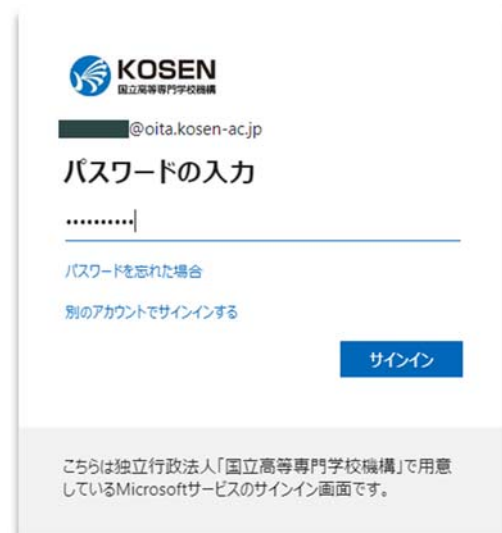 KOSEN
国立高等専門学校機構
@oita.kosen-ac.jp
パスワードの入力
••••••••••
パスワードを忘れた場合
別のアカウントでサインインする
サインイン
こちらは独立行政法人「国立高等専門学校機構」で用意
しているMicrosoftサービスのサインイン画面です。